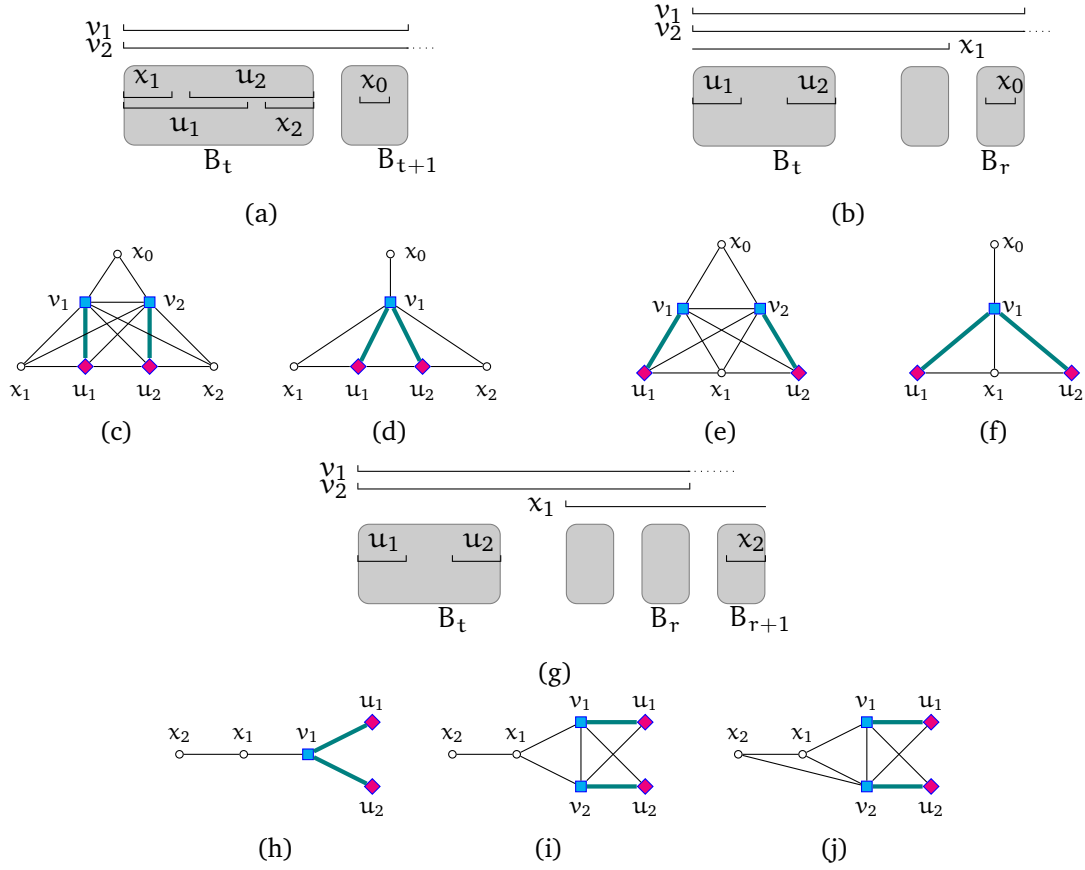 v₁ v₁
v₂ v₂
x₁
x₁ u₂ x₀ u₁ u₂ x₀
u₁ x₂
Bₜ Bₜ₊₁ Bₜ Bᵣ
(a) (b)
x₀ x₀ x₀ x₀
v₁ v₂ v₁ v₁ v₂ v₁
x₁ u₁ u₂ x₂ x₁ u₁ u₂ x₂ u₁ x₁ u₂ u₁ x₁ u₂
(c) (d) (e) (f)
v₁
v₂
x₁
u₁ u₂ x₂
Bₜ Bᵣ Bᵣ₊₁
(g)
u₁ v₁ u₁ v₁ u₁
x₂ x₁ v₁ x₂ x₁ x₂ x₁
u₂ v₂ u₂ v₂ u₂
(h) (i) (j)